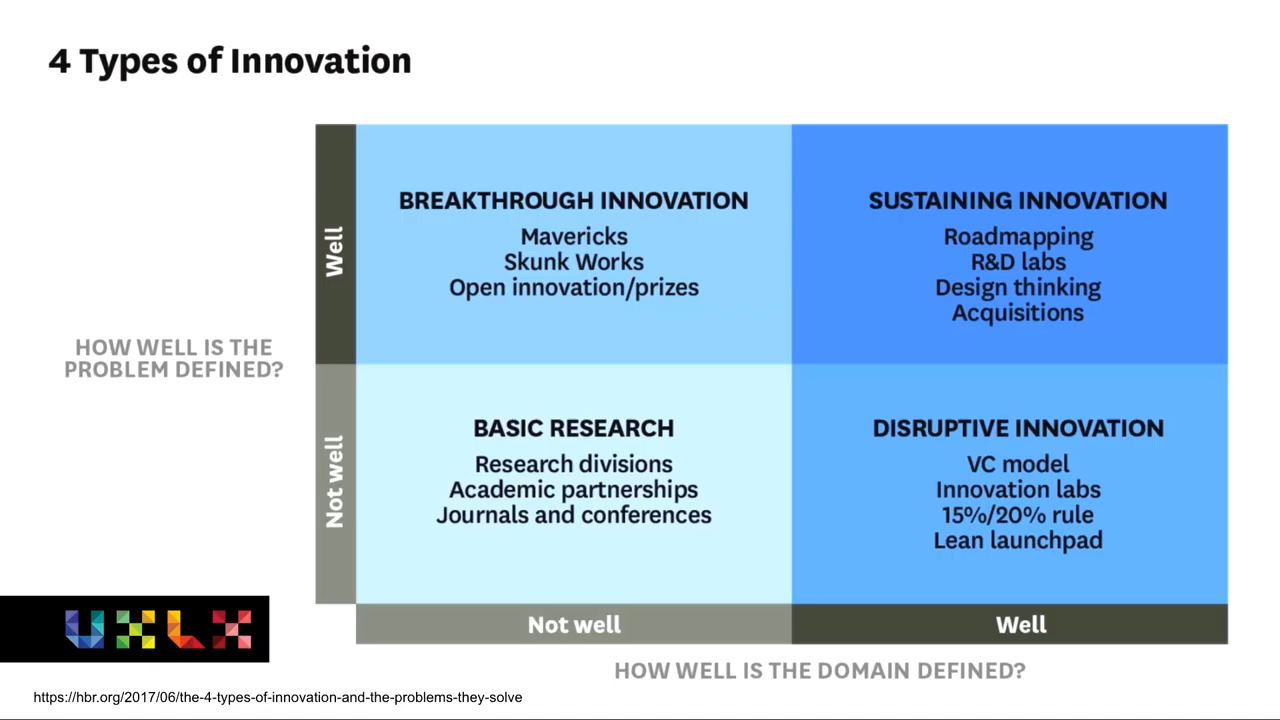 4 Types of Innovation
HOW WELL IS THE
PROBLEM DEFINED?
Well
BREAKTHROUGH INNOVATION
Mavericks
Skunk Works
Open innovation/prizes
SUSTAINING INNOVATION
Roadmapping
R&D labs
Design thinking
Acquisitions
Not well
BASIC RESEARCH
Research divisions
Academic partnerships
Journals and conferences
DISRUPTIVE INNOVATION
VC model
Innovation labs
15%/20% rule
Lean launchpad
Not well
Well
HOW WELL IS THE DOMAIN DEFINED?
UXLX
https://hbr.org/2017/06/the-4-types-of-innovation-and-the-problems-they-solve